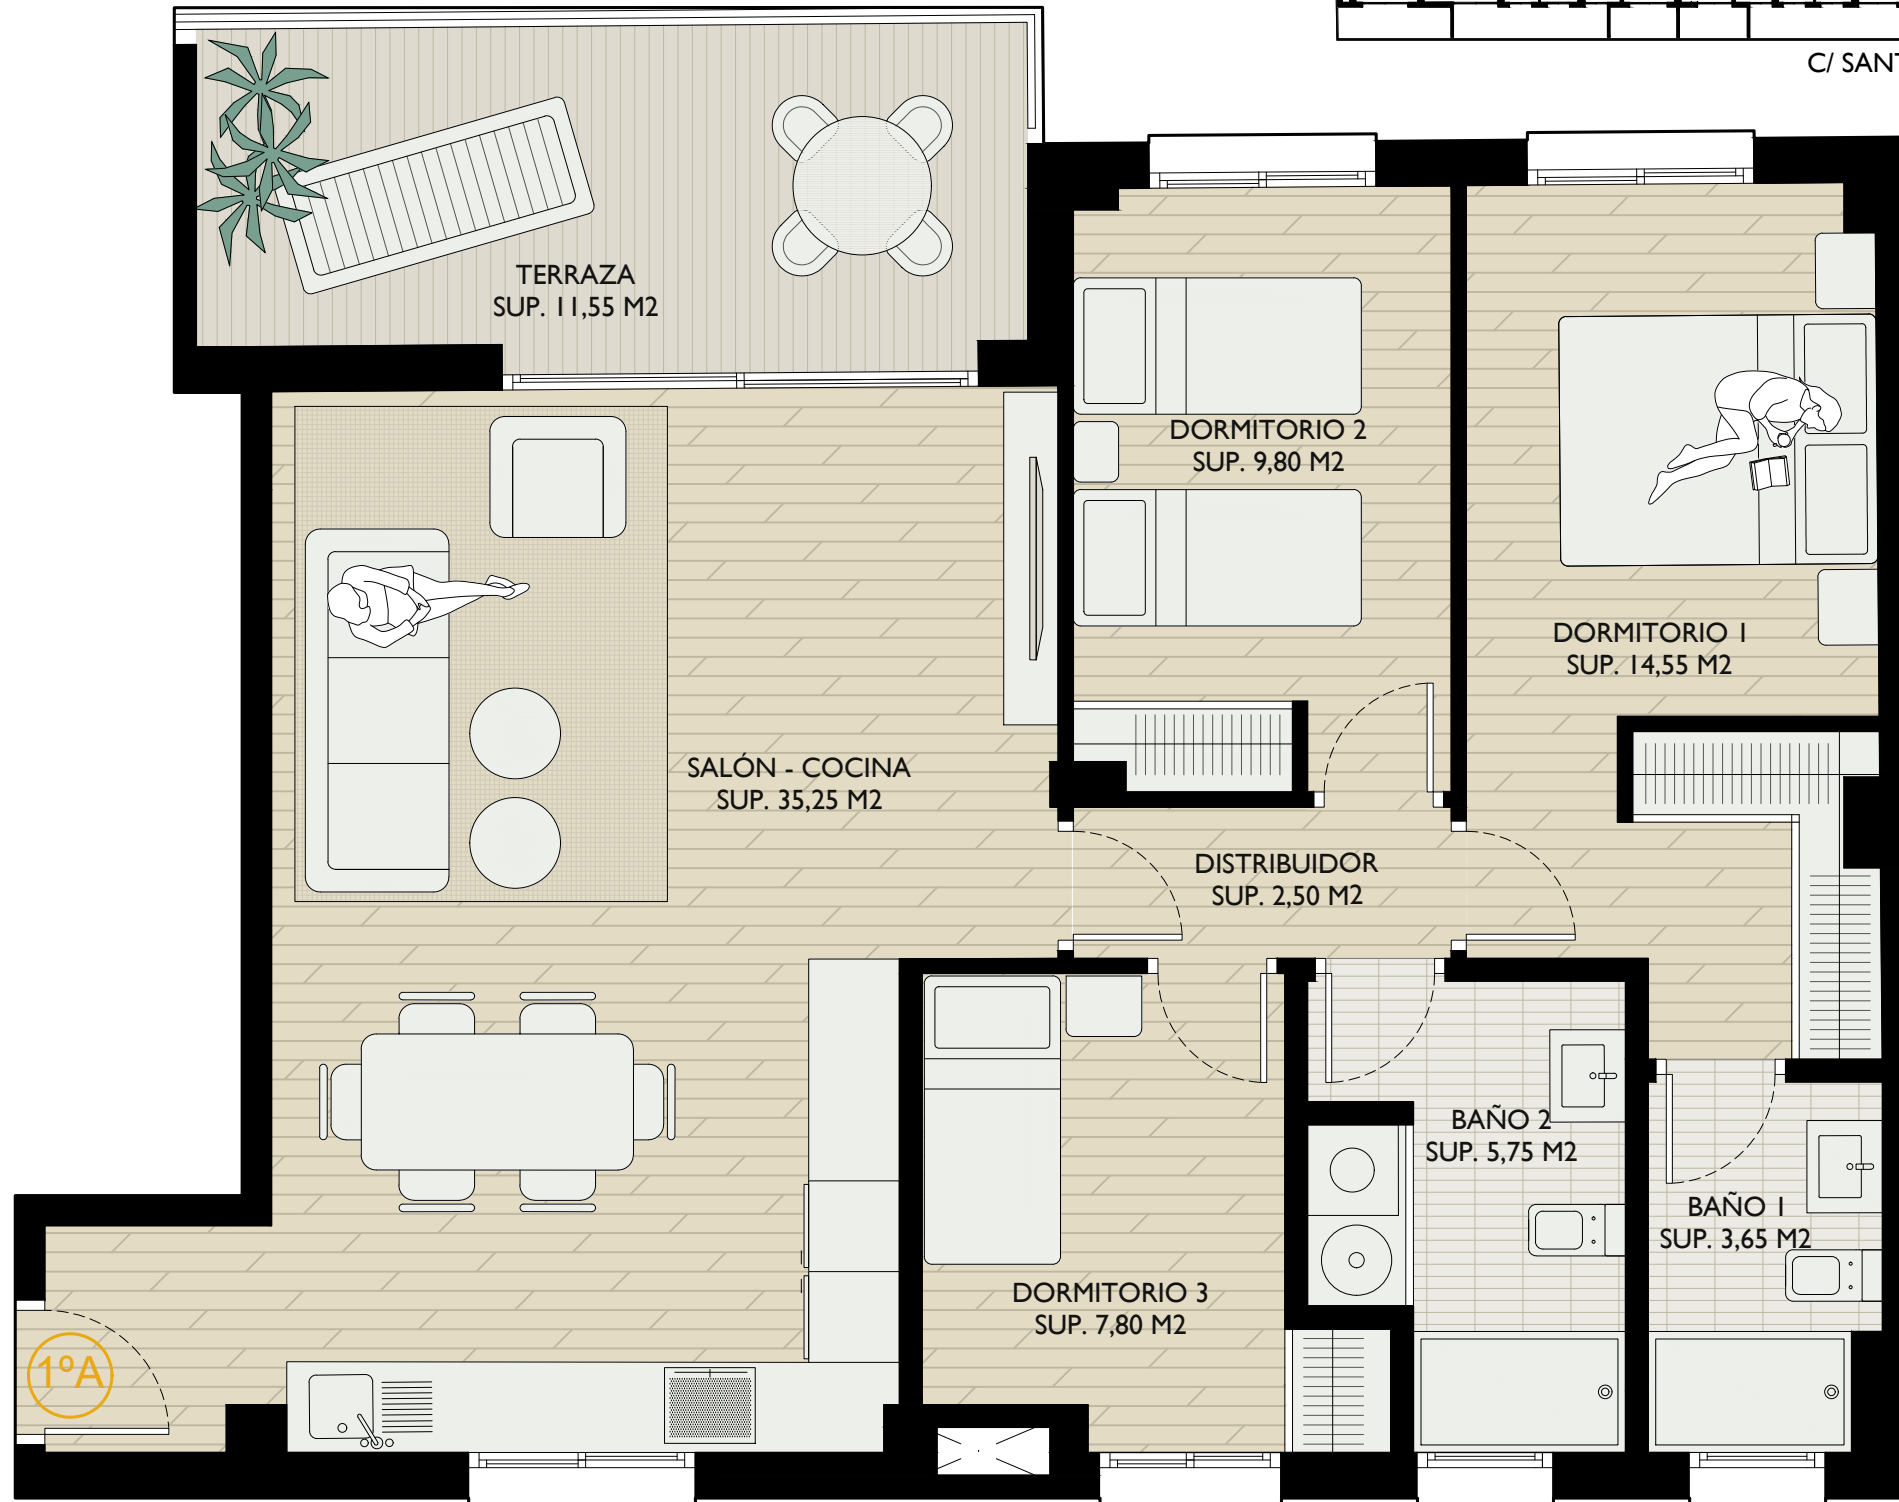 C/ SANT
TERRAZA
SUP. 11,55 M2
DORMITORIO 2
SUP. 9,80 M2
DORMITORIO 1
SUP. 14,55 M2
SALÓN - COCINA
SUP. 35,25 M2
DISTRIBUIDOR
SUP. 2,50 M2
BAÑO 2
SUP. 5,75 M2
BAÑO 1
SUP. 3,65 M2
DORMITORIO 3
SUP. 7,80 M2
1ºA